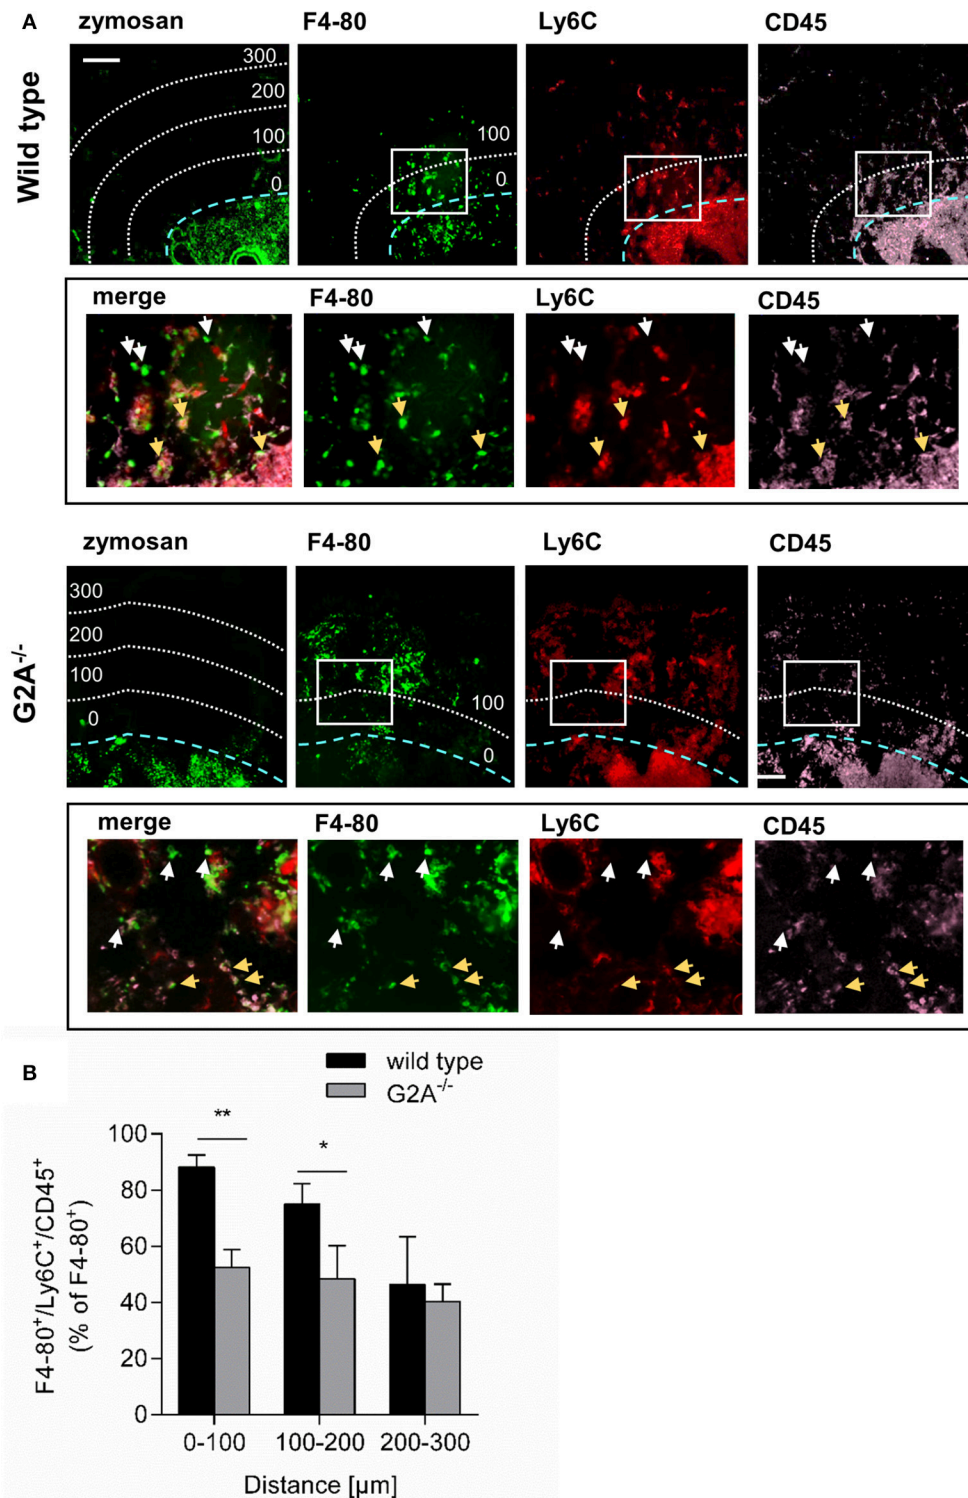 A
zymosan F4-80 Ly6C CD45
Wild type
300
200
100
0
100
0
merge F4-80 Ly6C CD45
zymosan F4-80 Ly6C CD45
G2A-/-
300
200
100
0
100
0
merge F4-80 Ly6C CD45
B
wild type
G2A-/-
**
*
F4-80+/Ly6C+/CD45+
(% of F4-80+)
100
80
60
40
20
0
0-100 100-200 200-300
Distance [µm]